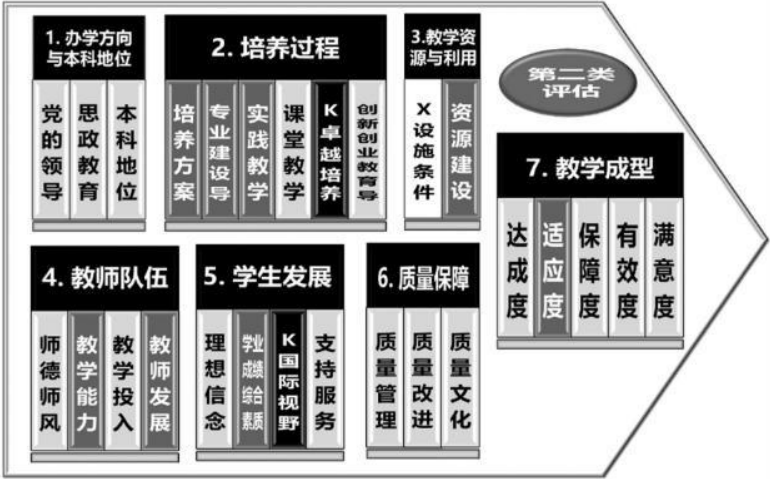 1. 办学方向
与本科地位
党的领导
思政教育
本科地位
2. 培养过程
培养方案
专业建设导
实践教学
课堂教学
K卓越培养
创新创业教育导
3.教学资
源与利用
X设施条件
资源建设
第二类
评估
4. 教师队伍
师德师风
教学能力
教学投入
教师发展
5. 学生发展
理想信念
学业
成绩
综合
素质
K国际视野
支持服务
6. 质量保障
质量管理
质量改进
质量文化
7. 教学成型
达成度
适应度
保障度
有效度
满意度